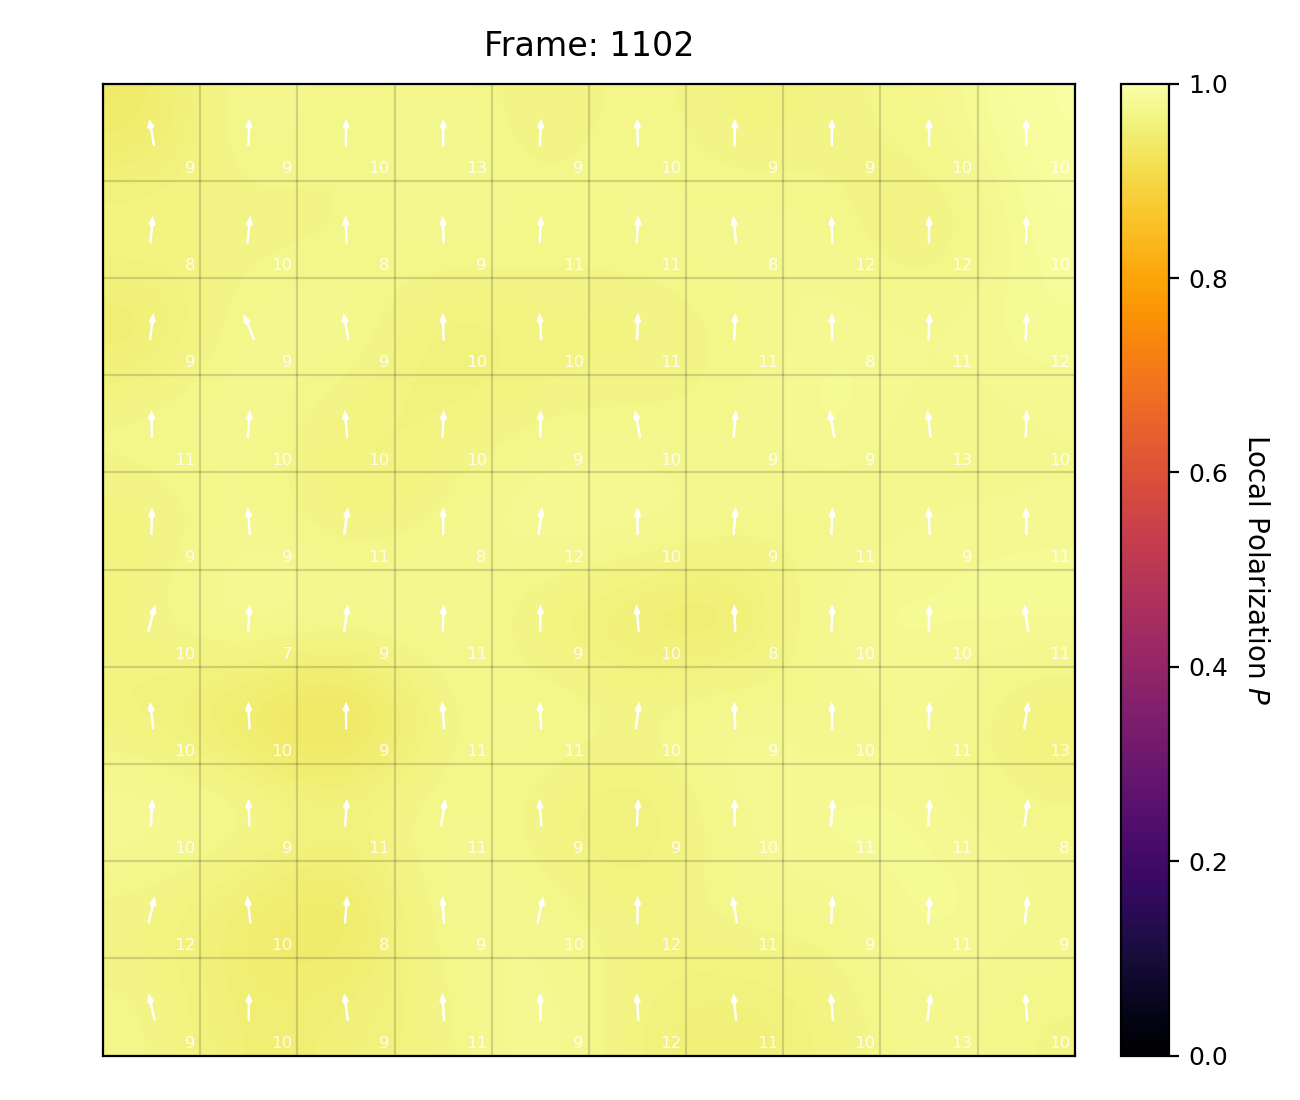 Frame: 1102
9 9 10 13 9 10 9 9 10 10
8 10 8 9 11 11 8 12 12 10
9 9 9 10 10 11 11 8 11 12
11 10 10 10 9 10 9 9 13 10
9 9 11 8 12 10 9 11 9 11
10 7 9 11 9 10 8 10 10 11
10 10 9 11 11 10 9 10 11 13
10 9 11 11 9 9 10 11 11 8
12 10 8 9 10 12 11 9 11 9
9 10 9 11 9 12 11 10 13 10
1.0
0.8
0.6
0.4
0.2
0.0
Local Polarization P